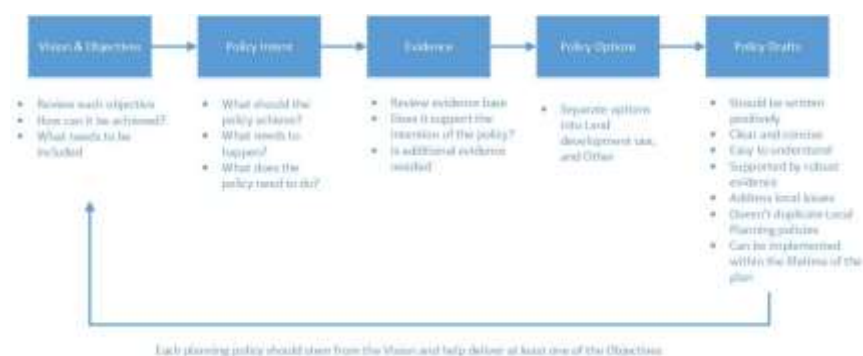 Vision & Objectives
Policy Intent
Evidence
Policy Options
Policy Drafts
• Review each objective
• How can it be achieved?
• What needs to be
included
• What should the
policy achieve?
• What needs to
happen?
• What does the
policy need to do?
• Review evidence base
• Does it support the
intention of the policy?
• Is additional evidence
needed
• Separate options
into Land
development use,
and Other
• Should be written
positively
• Clear and concise
• Easy to understand
• Supported by robust
evidence
• Address local issues
• Doesn't duplicate Local
Planning policies
• Can be implemented
within the lifetime of the
plan
Each planning policy should stem from the Vision and help deliver at least one of the Objectives